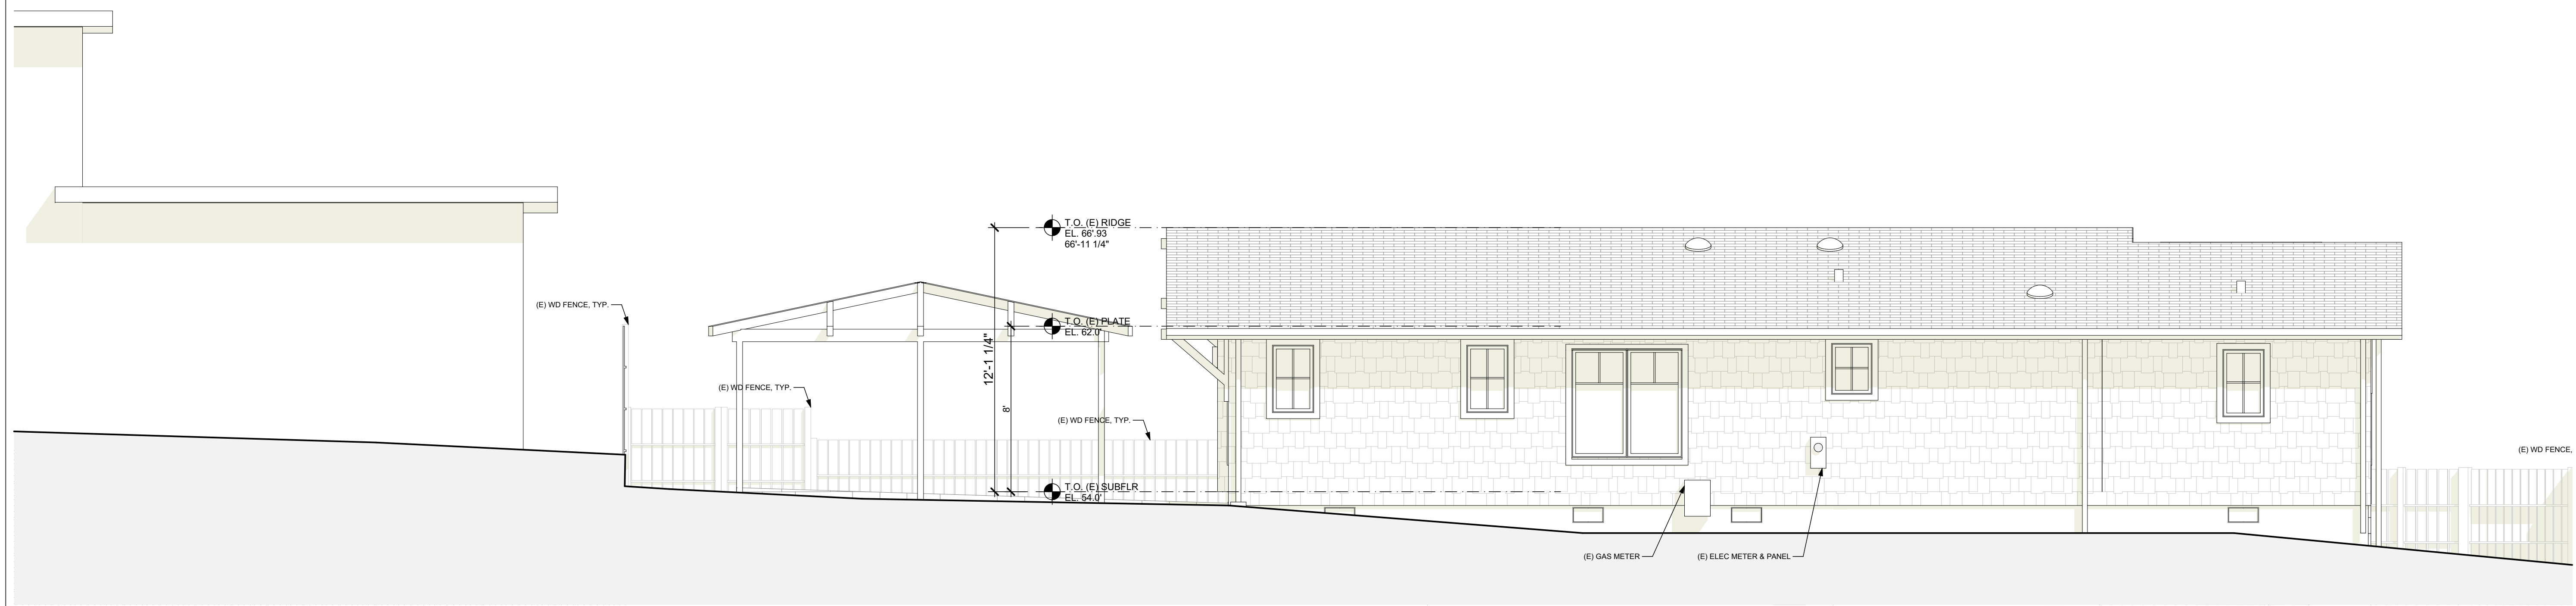 T.O. (E) RIDGE
EL. 66'.93
66'-11 1/4"
(E) WD FENCE, TYP.
T.O. (E) PLATE
EL. 62.0'
12'-1 1/4"
(E) WD FENCE, TYP.
8'
(E) WD FENCE, TYP.
(E) WD FENCE,
T.O. (E) SUBFLR
EL. 54.0'
(E) GAS METER
(E) ELEC METER & PANEL